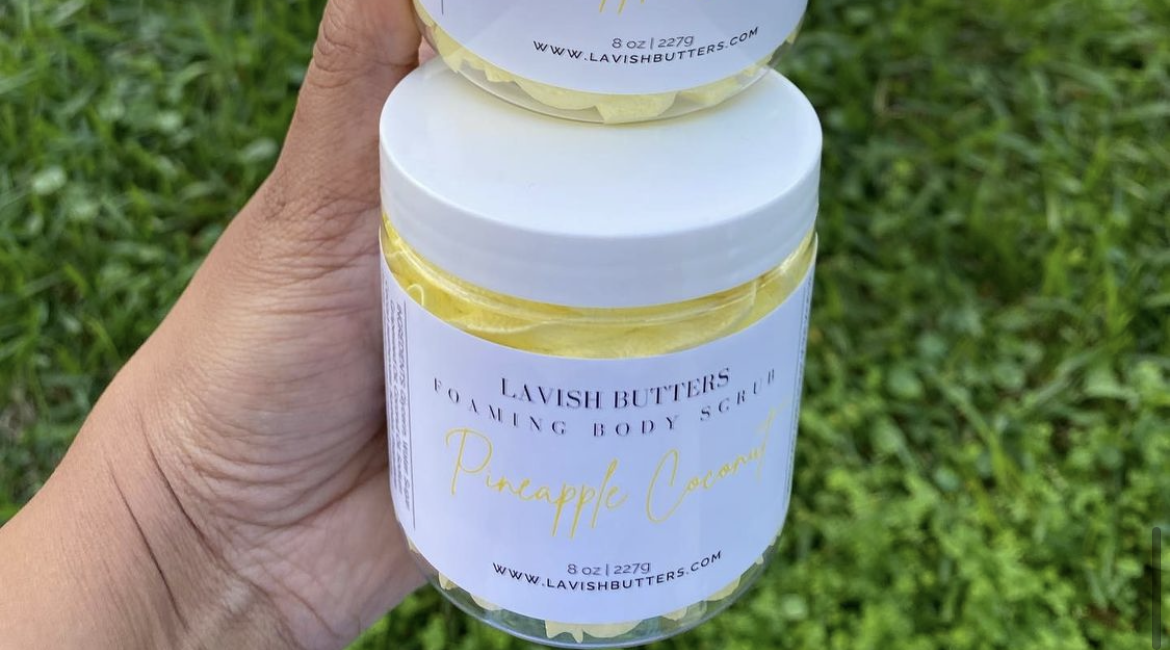 8 oz | 227g
WWW.LAVISHBUTTERS.COM
LAVISH BUTTERS
FOAMING BODY SCRUB
Pineapple Coconut
8 oz | 227g
WWW.LAVISHBUTTERS.COM